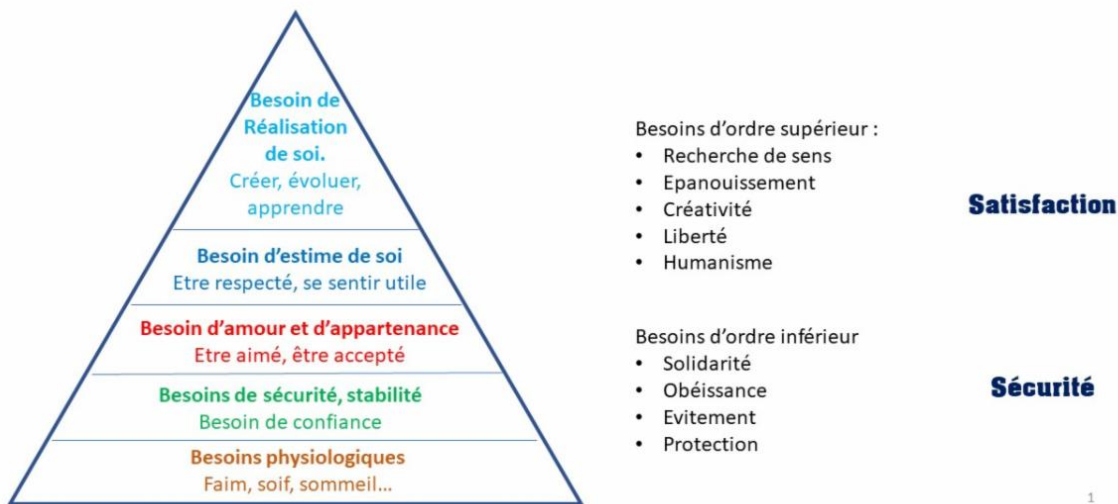 Besoin de
Réalisation
de soi.
Créer, évoluer,
apprendre
Besoin d’estime de soi
Etre respecté, se sentir utile
Besoin d’amour et d’appartenance
Etre aimé, être accepté
Besoins de sécurité, stabilité
Besoin de confiance
Besoins physiologiques
Faim, soif, sommeil…
Besoins d’ordre supérieur :
• Recherche de sens
• Epanouissement
• Créativité
• Liberté
• Humanisme
Satisfaction
Besoins d’ordre inférieur
• Solidarité
• Obéissance
• Evitement
• Protection
Sécurité
1